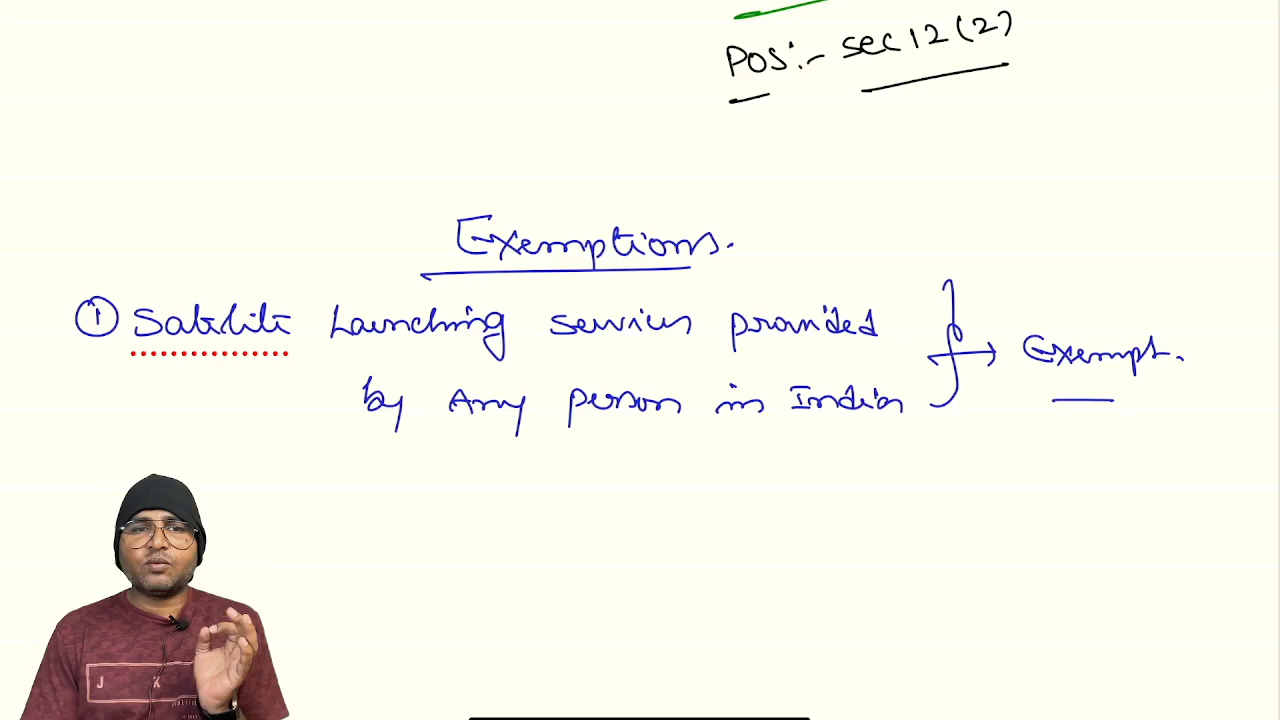 POS:- sec 12(2)
Exemptions.
① Satellite Launching services provided
by Any person in India
→ Exempt.
J K